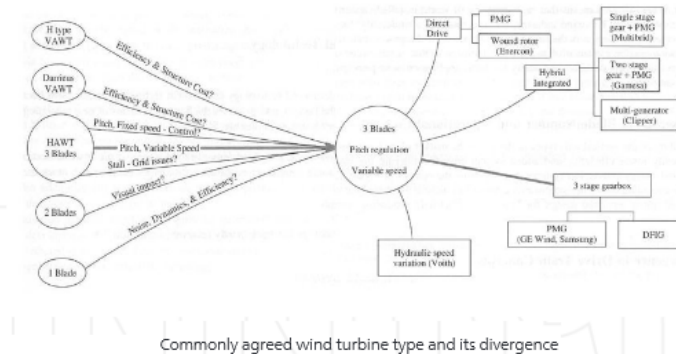 H type
VAWT
Darrieus
VAWT
HAWT
3 Blades
2 Blades
1 Blade
Efficiency & Structure Cost?
Efficiency & Structure Cost?
Pitch, Fixed speed - Control?
Pitch, Variable Speed
Stall - Grid issues?
Visual impact?
Noise, Dynamics, & Efficiency?
3 Blades
Pitch regulation
Variable speed
Direct
Drive
PMG
Wound rotor
(Enercon)
Hybrid
Integrated
Single stage
gear + PMG
(Multibrid)
Two stage
gear + PMG
(Gamesa)
Multi-generator
(Clipper)
3 stage gearbox
PMG
(GE Wind, Samsung)
DFIG
Hydraulic speed
variation (Voith)
Commonly agreed wind turbine type and its divergence